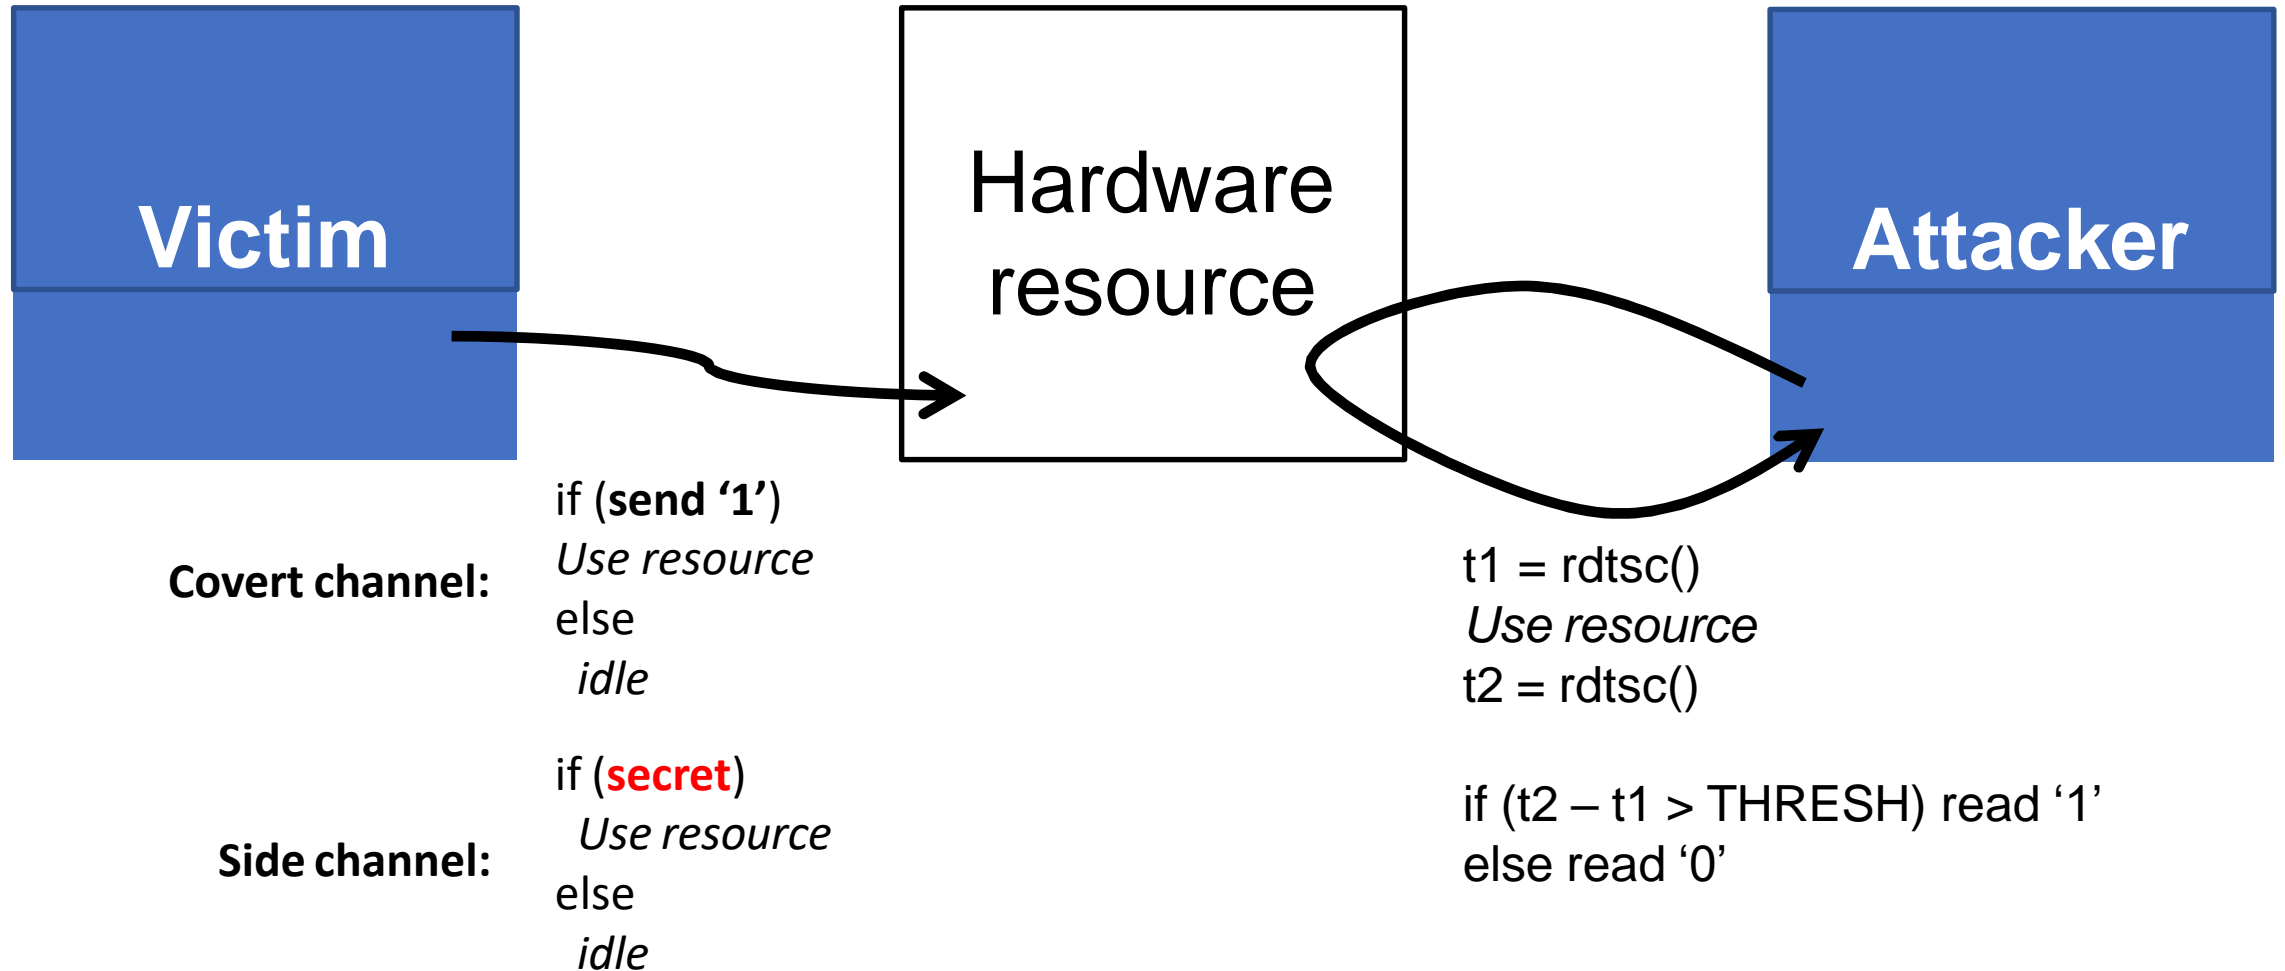 Victim
Hardware
resource
Attacker
Covert channel:
if (send ‘1’)
Use resource
else
idle
Side channel:
if (secret)
Use resource
else
idle
t1 = rdtsc()
Use resource
t2 = rdtsc()
if (t2 – t1 > THRESH) read ‘1’
else read ‘0’